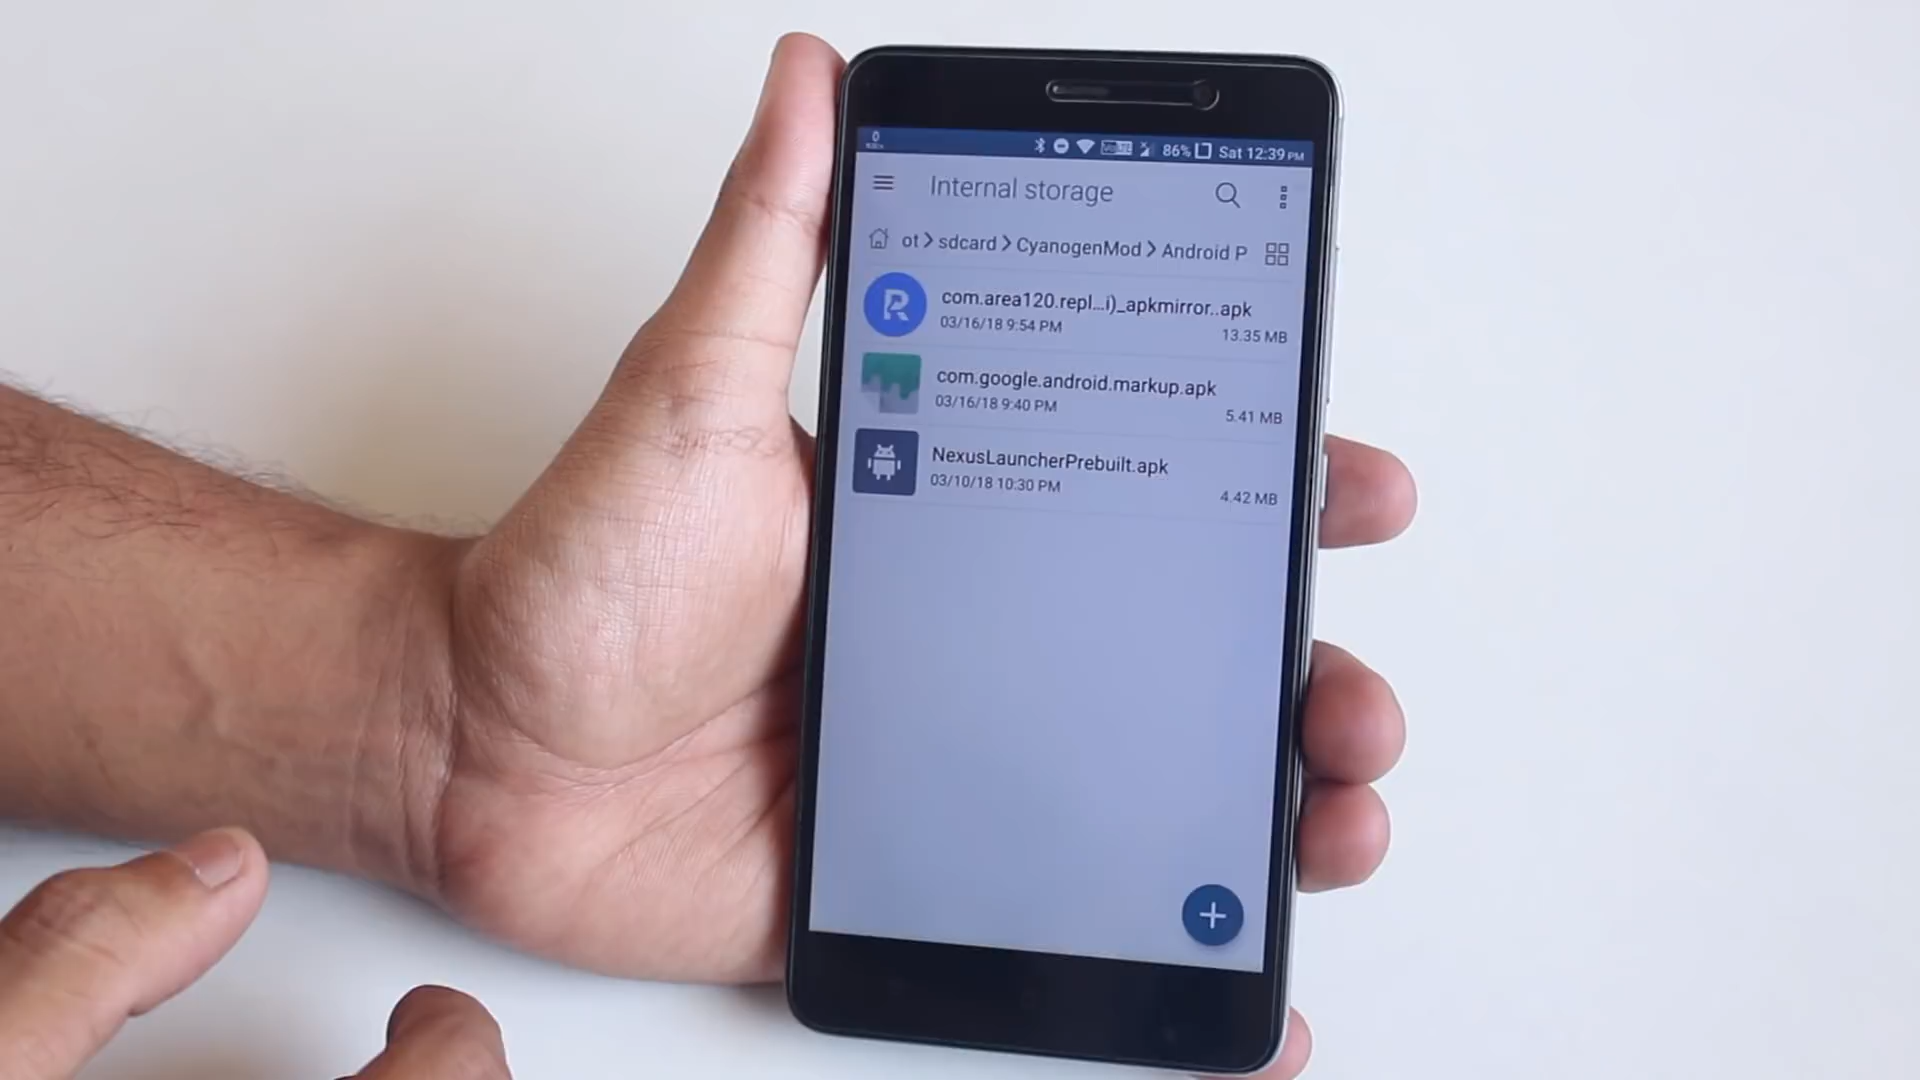 0
86% Sat 12:39 PM
Internal storage
ot > sdcard > CyanogenMod > Android P
com.area120.repl...i)_apkmirror..apk
03/16/18 9:54 PM
13.35 MB
com.google.android.markup.apk
03/16/18 9:40 PM
5.41 MB
NexusLauncherPrebuilt.apk
03/10/18 10:30 PM
4.42 MB